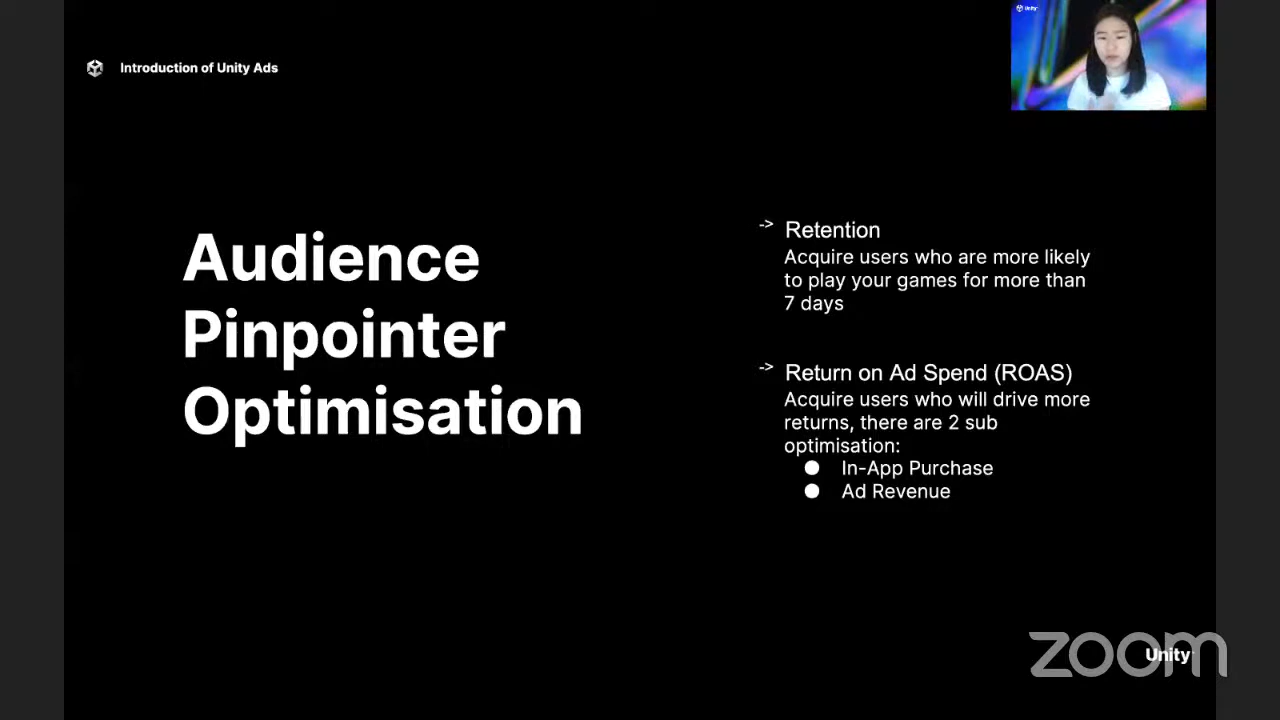 Unity
Introduction of Unity Ads
Audience
Pinpointer
Optimisation
-> Retention
Acquire users who are more likely
to play your games for more than
7 days
-> Return on Ad Spend (ROAS)
Acquire users who will drive more
returns, there are 2 sub
optimisation:
● In-App Purchase
● Ad Revenue
zoom
Unity